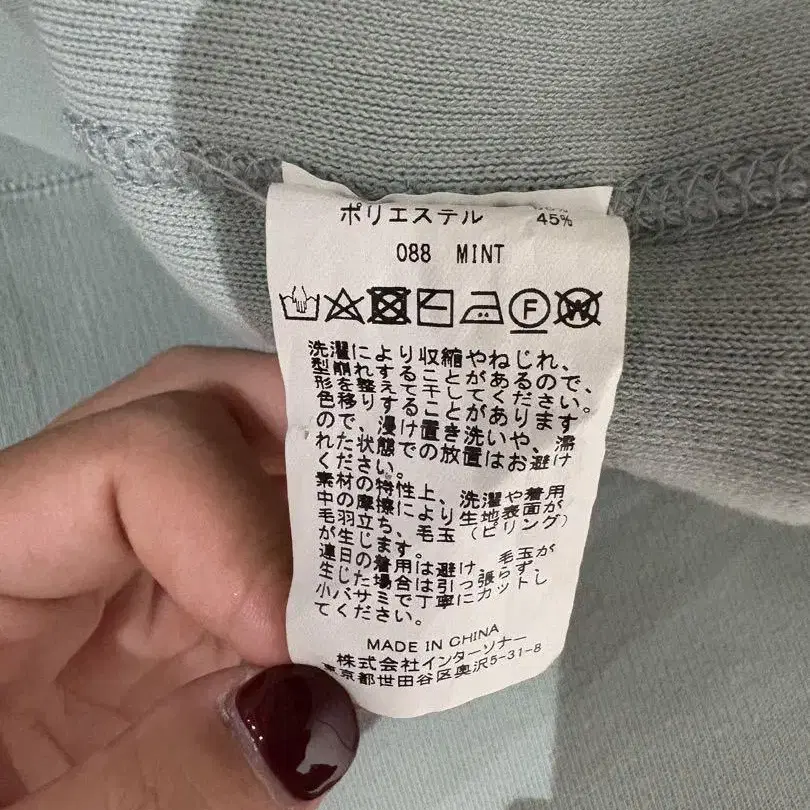 ポリエステル 45%
088 MINT
F
W
洗濯により収縮やねじれ、
型崩れすることがあるので、
形を整えて干してください。
色移りすることがあります
ので、浸け置き洗いや、濡
れた状態での放置はお避け
ください。
素材の特性上、洗濯や着用
中の摩擦により生地表面が
毛羽立ち、毛玉(ピリング)
が生じます。
連日の着用は避け、毛玉が
生じた場合は引っ張らず、
小バサミで丁寧にカットし
てください。
MADE IN CHINA
株式会社インターソナー
東京都世田谷区奥沢5-31-8